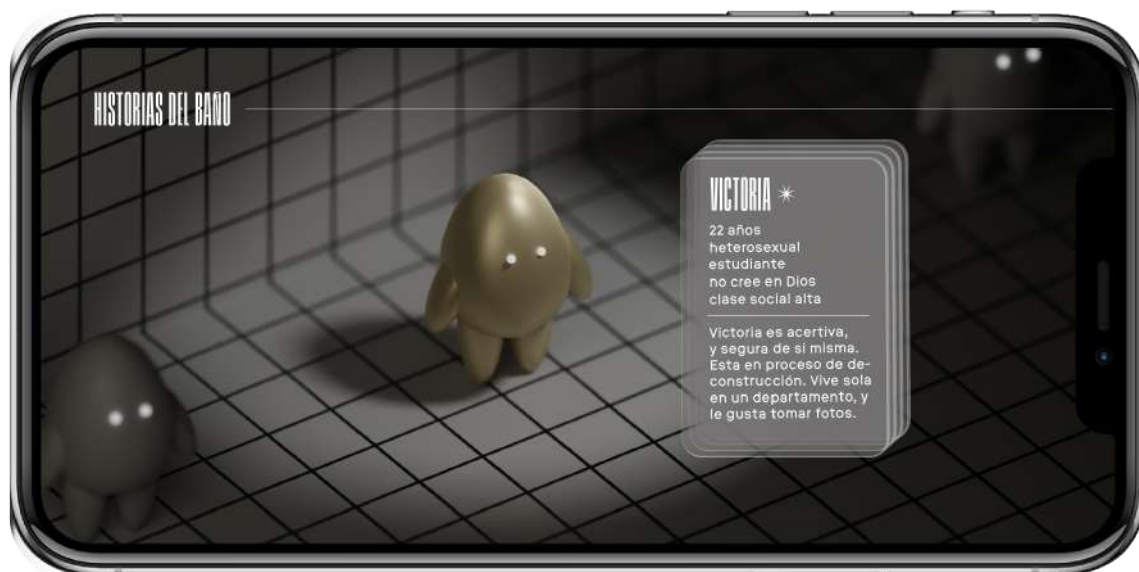 HISTORIAS DEL BAÑO
VICTORIA
22 años
heterosexual
estudiante
no cree en Dios
clase social alta
Victoria es acertiva,
y segura de si misma.
Esta en proceso de de-
construcción. Vive sola
en un departamento, y
le gusta tomar fotos.